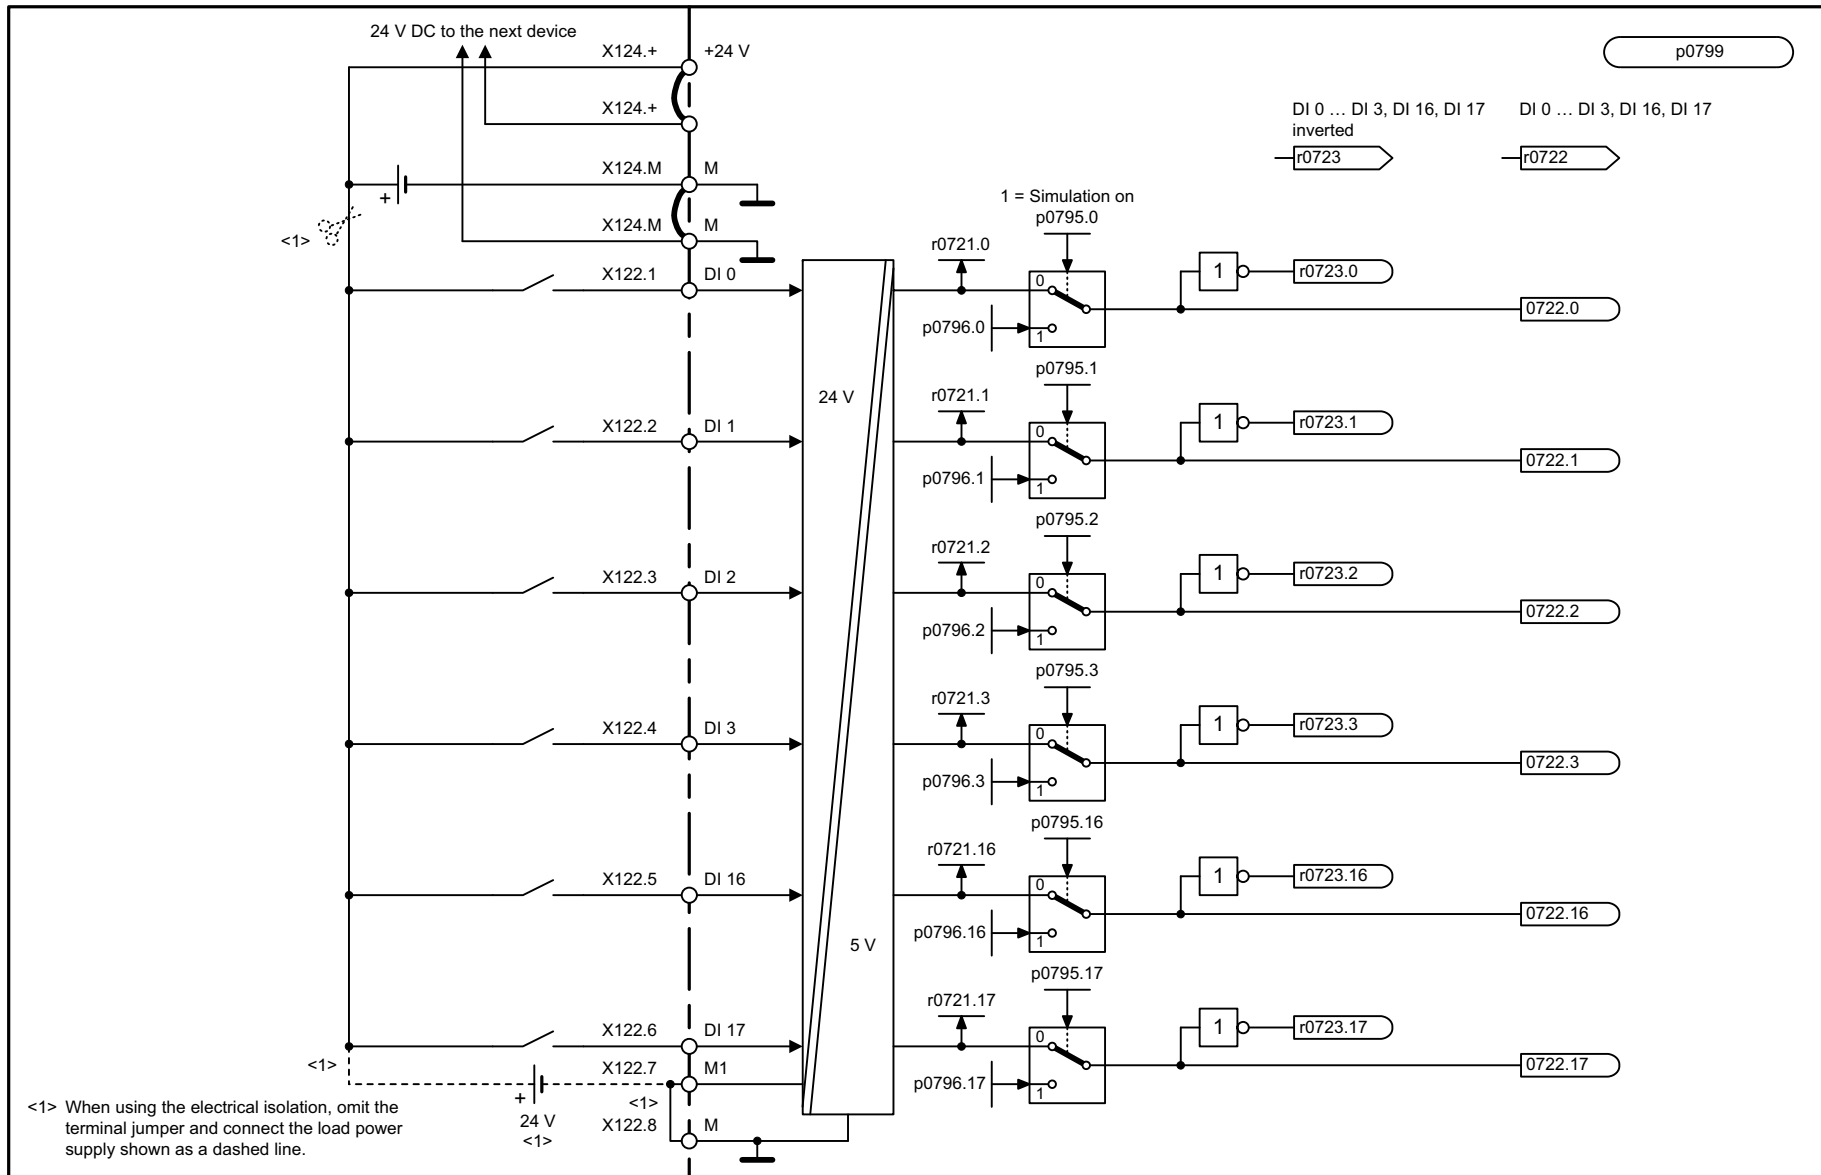 24 V DC to the next device
X124.+
+24 V
p0799
X124.+
DI 0 ... DI 3, DI 16, DI 17
inverted
DI 0 ... DI 3, DI 16, DI 17
r0723
r0722
X124.M
M
+
<1>
X124.M
M
1 = Simulation on
p0795.0
r0721.0
X122.1
DI 0
0
1
p0796.0
1
r0723.0
0722.0
24 V
p0795.1
r0721.1
X122.2
DI 1
0
1
p0796.1
1
r0723.1
0722.1
p0795.2
r0721.2
X122.3
DI 2
0
1
p0796.2
1
r0723.2
0722.2
p0795.3
r0721.3
X122.4
DI 3
0
1
p0796.3
1
r0723.3
0722.3
p0795.16
r0721.16
X122.5
DI 16
0
1
p0796.16
1
r0723.16
0722.16
5 V
p0795.17
r0721.17
X122.6
DI 17
0
1
p0796.17
1
r0723.17
0722.17
<1>
X122.7
M1
+
24 V
<1>
<1>
X122.8
M
<1> When using the electrical isolation, omit the
terminal jumper and connect the load power
supply shown as a dashed line.